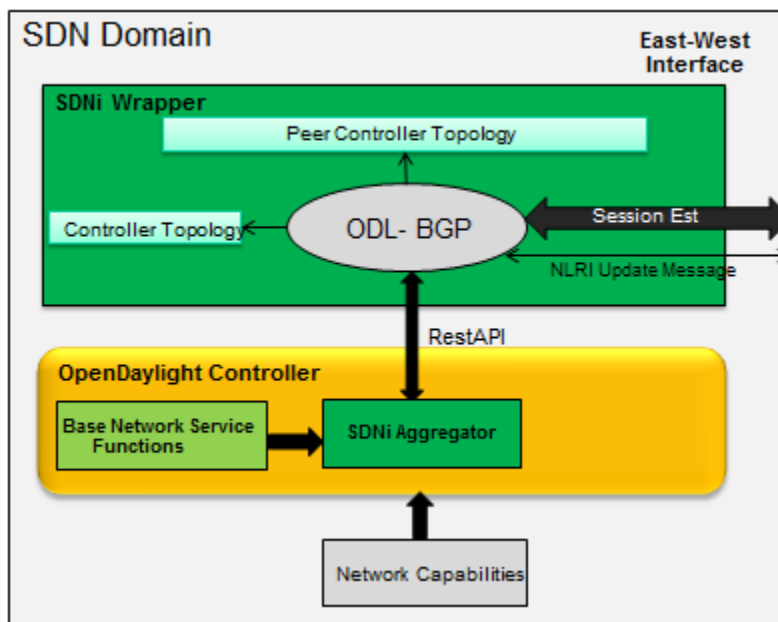 SDN Domain
East-West
Interface
SDNi Wrapper
Peer Controller Topology
Controller Topology
ODL- BGP
Session Est
NLRI Update Message
RestAPI
OpenDaylight Controller
Base Network Service
Functions
SDNi Aggregator
Network Capabilities